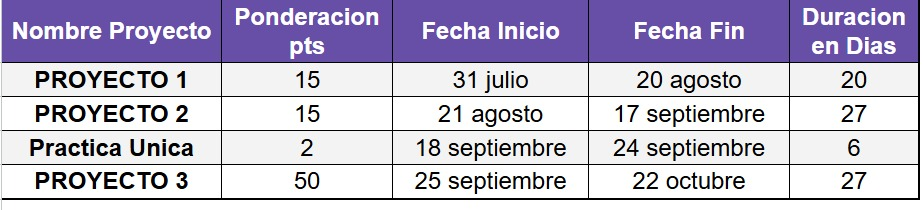 Nombre Proyecto Ponderacion pts Fecha Inicio Fecha Fin Duracion en Dias
PROYECTO 1 15 31 julio 20 agosto 20
PROYECTO 2 15 21 agosto 17 septiembre 27
Practica Unica 2 18 septiembre 24 septiembre 6
PROYECTO 3 50 25 septiembre 22 octubre 27